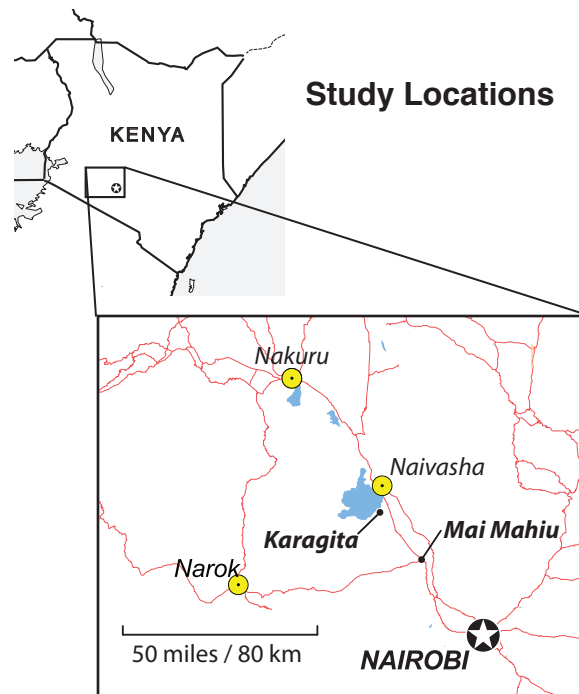 Study Locations
KENYA
Nakuru
Naivasha
Karagita
Mai Mahiu
Narok
50 miles / 80 km
NAIROBI